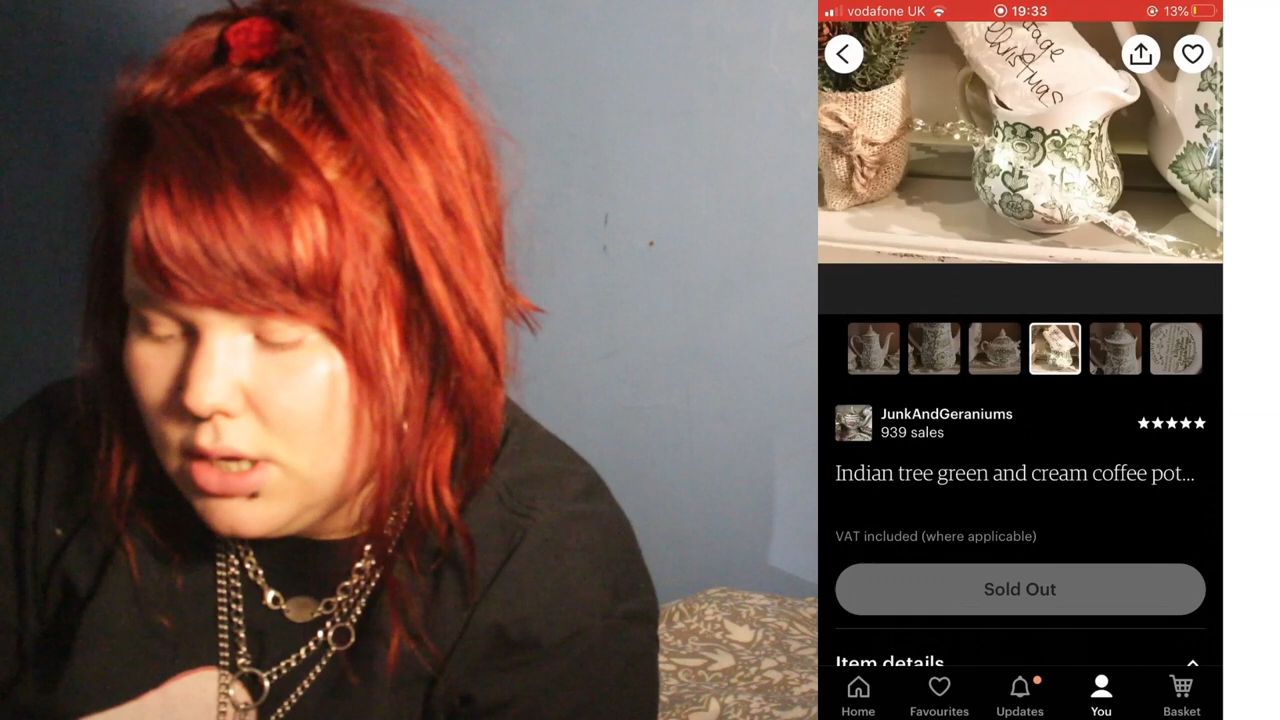 vodafone UK
19:33
13%
Christmas
JunkAndGeraniums
939 sales
Indian tree green and cream coffee pot...
VAT included (where applicable)
Sold Out
Item details
Home
Favourites
Updates
You
Basket